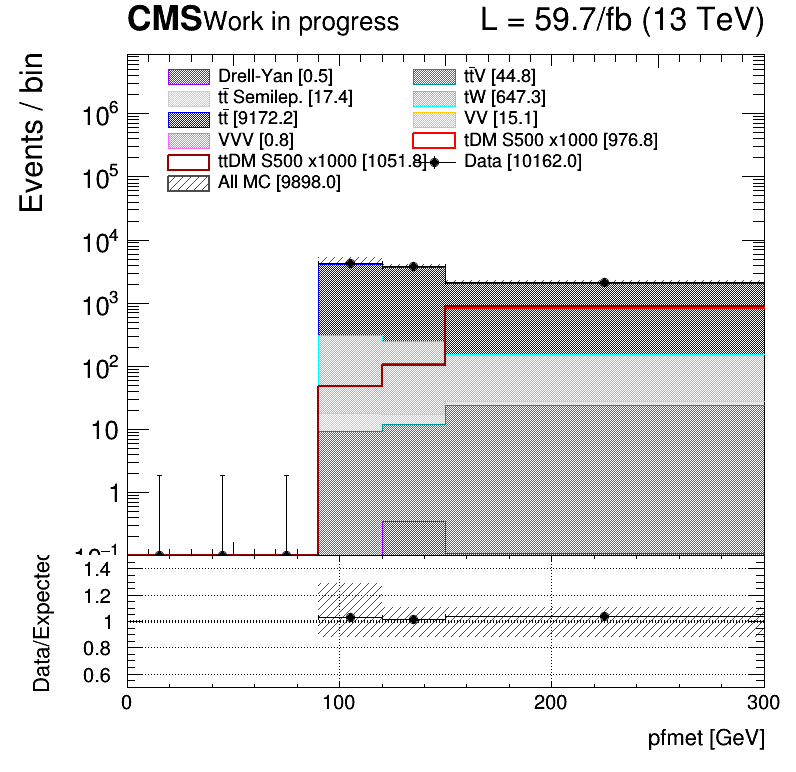 CMS Work in progress L = 59.7/fb (13 TeV)
Events / bin
Drell-Yan [0.5] tt̄V [44.8]
tt̄ Semilep. [17.4] tW [647.3]
tt̄ [9172.2] VV [15.1]
VVV [0.8] tDM S500 x1000 [976.8]
ttDM S500 x1000 [1051.8] Data [10162.0]
All MC [9898.0]
10⁶
10⁵
10⁴
10³
10²
10
1
10⁻¹
Data/Expected
1.4
1.2
1
0.8
0.6
0 100 200 300
pfmet [GeV]